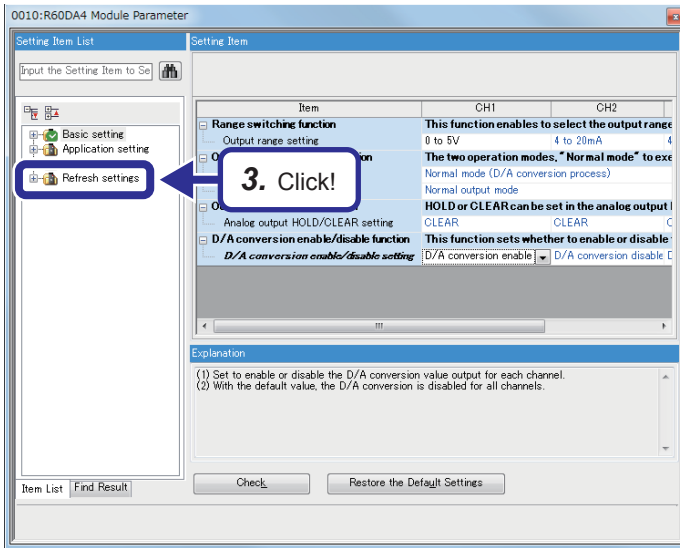 0010:R60DA4 Module Parameter
Setting Item List
Input the Setting Item to Se
Basic setting
Application setting
Refresh settings
Item List
Find Result
Setting Item
Item CH1 CH2
Range switching function This function enables to select the output range
Output range setting 0 to 5V 4 to 20mA 4
The two operation modes, "Normal mode" to exe
Normal mode (D/A conversion process)
Normal output mode
HOLD or CLEAR can be set in the analog output
Analog output HOLD/CLEAR setting CLEAR CLEAR C
D/A conversion enable/disable function This function sets whether to enable or disable
D/A conversion enable/disable setting D/A conversion enable D/A conversion disable D
3. Click!
Explanation
(1) Set to enable or disable the D/A conversion value output for each channel.
(2) With the default value, the D/A conversion is disabled for all channels.
Check
Restore the Default Settings